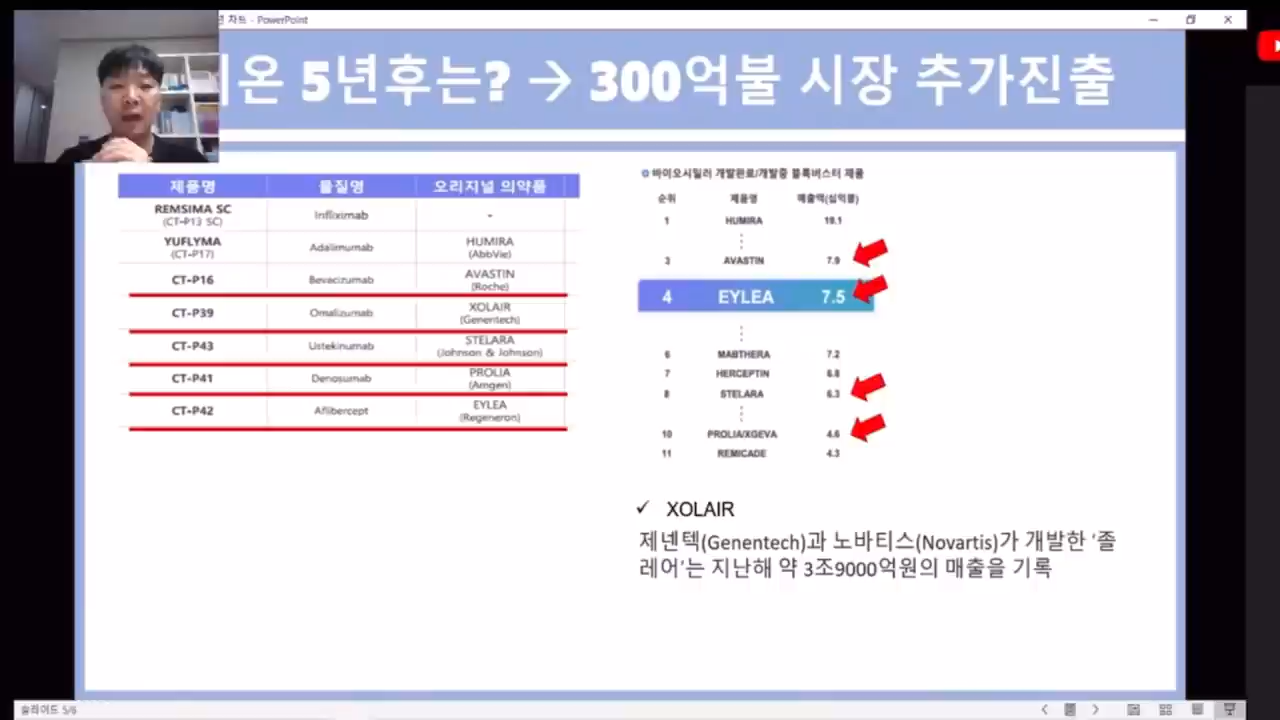 차트 - PowerPoint
온 5년후는? → 300억불 시장 추가진출
제품명 물질명 오리지널 의약품
REMSIMA SC
(CT-P13 SC)
Infliximab
-
YUFLYMA
(CT-P17)
Adalimumab
HUMIRA
(AbbVie)
CT-P16
Bevacizumab
AVASTIN
(Roche)
CT-P39
Omalizumab
XOLAIR
(Genentech)
CT-P43
Ustekinumab
STELARA
(Johnson & Johnson)
CT-P41
Denosumab
PROLIA
(Amgen)
CT-P42
Aflibercept
EYLEA
(Regeneron)
바이오시밀러 개발완료/개발중 블록버스터 제품
순위 제품명 매출액(십억불)
1 HUMIRA 19.1
3 AVASTIN 7.9
4 EYLEA 7.5
6 MABTHERA 7.2
7 HERCEPTIN 6.8
8 STELARA 6.3
10 PROLIA/XGEVA 4.6
11 REMICADE 4.3
✓ XOLAIR
제넨텍(Genentech)과 노바티스(Novartis)가 개발한 '졸
레어'는 지난해 약 3조9000억원의 매출을 기록
슬라이드 5/6